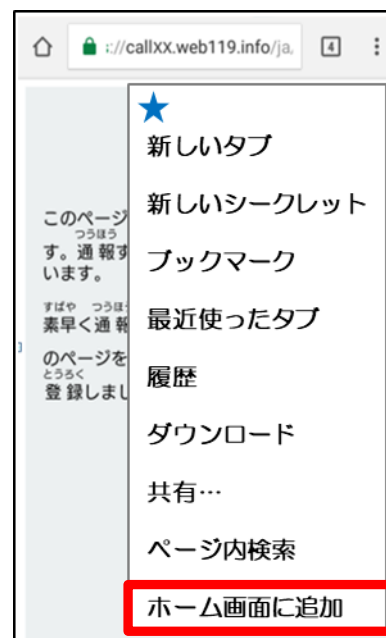 ://callXX.web119.info/ja,
4
新しいタブ
新しいシークレット
ブックマーク
最近使ったタブ
履歴
ダウンロード
共有…
ページ内検索
ホーム画面に追加
このページ
つうほう
す。通報す
います。
すばや つうほ
素早く通報
のページを
とうろく
登録しまし